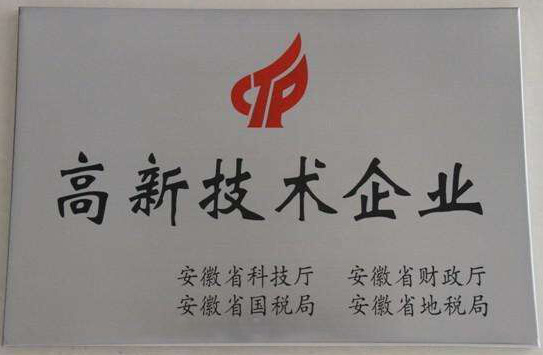 CTP
高新技术企业
安徽省科技厅 安徽省财政厅
安徽省国税局 安徽省地税局